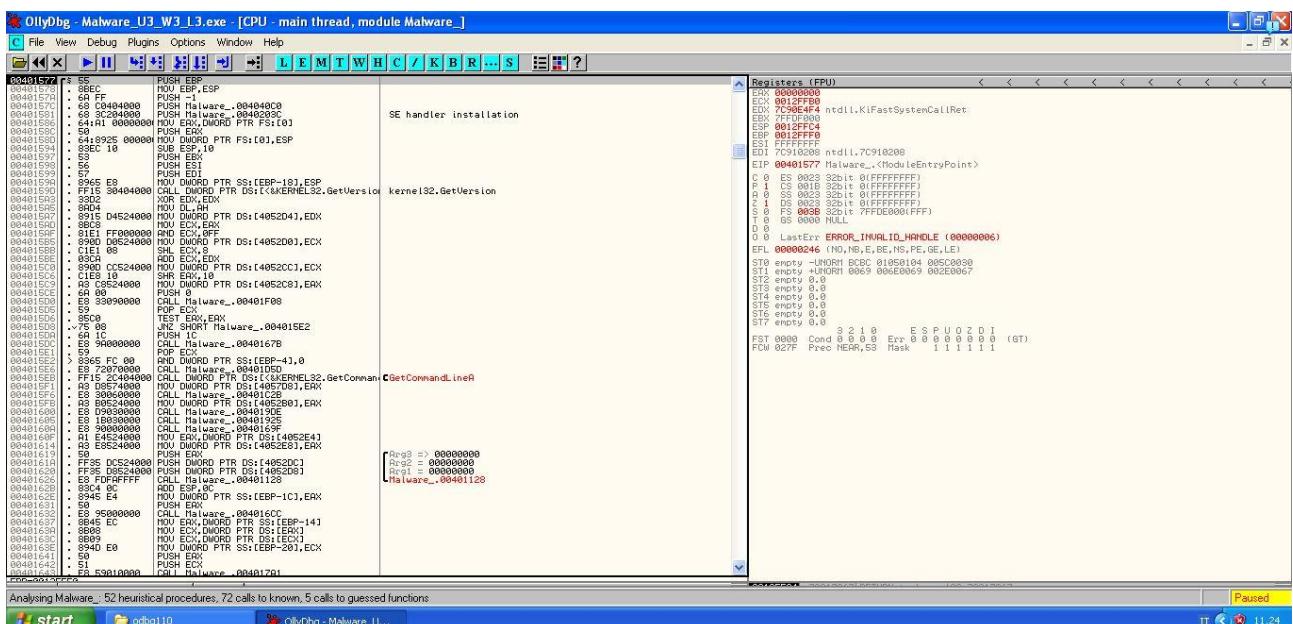 OllyDbg - Malware_U3_W3_L3.exe - [CPU - main thread, module Malware_]
C File View Debug Plugins Options Window Help
L E M T W H C / K B R ... S ?
00401577 r$ 55 PUSH EBP
00401578 . 8BEC MOV EBP,ESP
0040157A . 6A FF PUSH -1
0040157C . 68 C0404000 PUSH Malware_.004040C0
00401581 . 68 3C204000 PUSH Malware_.0040203C SE handler installation
00401586 . 64:A1 0000000 MOV EAX,DWORD PTR FS:[0]
0040158C . 50 PUSH EAX
0040158D . 64:8925 00000 MOV DWORD PTR FS:[0],ESP
00401594 . 83EC 10 SUB ESP,10
00401597 . 53 PUSH EBX
00401598 . 56 PUSH ESI
00401599 . 57 PUSH EDI
0040159A . 8965 E8 MOV DWORD PTR SS:[EBP-18],ESP
0040159D . FF15 30404000 CALL DWORD PTR DS:[<&KERNEL32.GetVersio kernel32.GetVersion
004015A3 . 33D2 XOR EDX,EDX
004015A5 . 8AD4 MOV DL,AH
004015A7 . 8915 D4524000 MOV DWORD PTR DS:[4052D4],EDX
004015AD . 8BC8 MOV ECX,EAX
004015AF . 81E1 FF000000 AND ECX,0FF
004015B5 . 890D D0524000 MOV DWORD PTR DS:[4052D0],ECX
004015BB . C1E1 08 SHL ECX,8
004015BE . 03CA ADD ECX,EDX
004015C0 . 890D CC524000 MOV DWORD PTR DS:[4052CC],ECX
004015C6 . C1E8 10 SHR EAX,10
004015C9 . A3 C8524000 MOV DWORD PTR DS:[4052C8],EAX
004015CE . 6A 00 PUSH 0
004015D0 . E8 33090000 CALL Malware_.00401F08
004015D5 . 59 POP ECX
004015D6 . 85C0 TEST EAX,EAX
004015D8 .v75 08 JNZ SHORT Malware_.004015E2
004015DA . 6A 1C PUSH 1C
004015DC . E8 9A000000 CALL Malware_.0040167B
004015E1 . 59 POP ECX
004015E2 > 8365 FC 00 AND DWORD PTR SS:[EBP-4],0
004015E6 . E8 72070000 CALL Malware_.00401D5D
004015EB . FF15 2C404000 CALL DWORD PTR DS:[<&KERNEL32.GetComman CGetCommandLineA
004015F1 . A3 D8574000 MOV DWORD PTR DS:[4057D8],EAX
004015F6 . E8 30060000 CALL Malware_.00401C2B
004015FB . A3 B0524000 MOV DWORD PTR DS:[4052B0],EAX
00401600 . E8 D9030000 CALL Malware_.004019DE
00401605 . E8 1B030000 CALL Malware_.00401925
0040160A . E8 90000000 CALL Malware_.0040169F
0040160F . A1 E4524000 MOV EAX,DWORD PTR DS:[4052E4]
00401614 . A3 E8524000 MOV DWORD PTR DS:[4052E8],EAX
00401619 . 50 PUSH EAX Arg3 => 00000000
0040161A . FF35 DC524000 PUSH DWORD PTR DS:[4052DC] Arg2 = 00000000
00401620 . FF35 D8524000 PUSH DWORD PTR DS:[4052D8] Arg1 = 00000000
00401626 . E8 FDFAFFFF CALL Malware_.00401128 Malware_.00401128
0040162B . 83C4 0C ADD ESP,0C
0040162E . 8945 E4 MOV DWORD PTR SS:[EBP-1C],EAX
00401631 . 50 PUSH EAX
00401632 . E8 95000000 CALL Malware_.004016CC
00401637 . 8B45 EC MOV EAX,DWORD PTR SS:[EBP-14]
0040163A . 8B08 MOV ECX,DWORD PTR DS:[EAX]
0040163C . 8B09 MOV ECX,DWORD PTR DS:[ECX]
0040163E . 894D E0 MOV DWORD PTR SS:[EBP-20],ECX
00401641 . 50 PUSH EAX
00401642 . 51 PUSH ECX
00401643 . E8 59010000 CALL Malware_.004017A1
Registers (FPU) < < < < < < < < < < <
EAX 00000000
ECX 0012FFB0
EDX 7C90E4F4 ntdll.KiFastSystemCallRet
EBX 7FFDF000
ESP 0012FFC4
EBP 0012FFF0
ESI FFFFFFFF
EDI 7C910208 ntdll.7C910208
EIP 00401577 Malware_.<ModuleEntryPoint>
C 0 ES 0023 32bit 0(FFFFFFFF)
P 1 CS 001B 32bit 0(FFFFFFFF)
A 0 SS 0023 32bit 0(FFFFFFFF)
Z 1 DS 0023 32bit 0(FFFFFFFF)
S 0 FS 003B 32bit 7FFDE000(FFF)
T 0 GS 0000 NULL
D 0
O 0 LastErr ERROR_INVALID_HANDLE (00000006)
EFL 00000246 (NO,NB,E,BE,NS,PE,GE,LE)
ST0 empty -UNORM BCBC 01050104 005C0030
ST1 empty +UNORM 0069 006E0069 002E0067
ST2 empty 0.0
ST3 empty 0.0
ST4 empty 0.0
ST5 empty 0.0
ST6 empty 0.0
ST7 empty 0.0
3 2 1 0 E S P U O Z D I
FST 0000 Cond 0 0 0 0 Err 0 0 0 0 0 0 0 0 (GT)
FCW 027F Prec NEAR,53 Mask 1 1 1 1 1 1
Analysing Malware_: 52 heuristical procedures, 72 calls to known, 5 calls to guessed functions
Paused
start odbg110 OllyDbg - Malware_U... IT 11.24